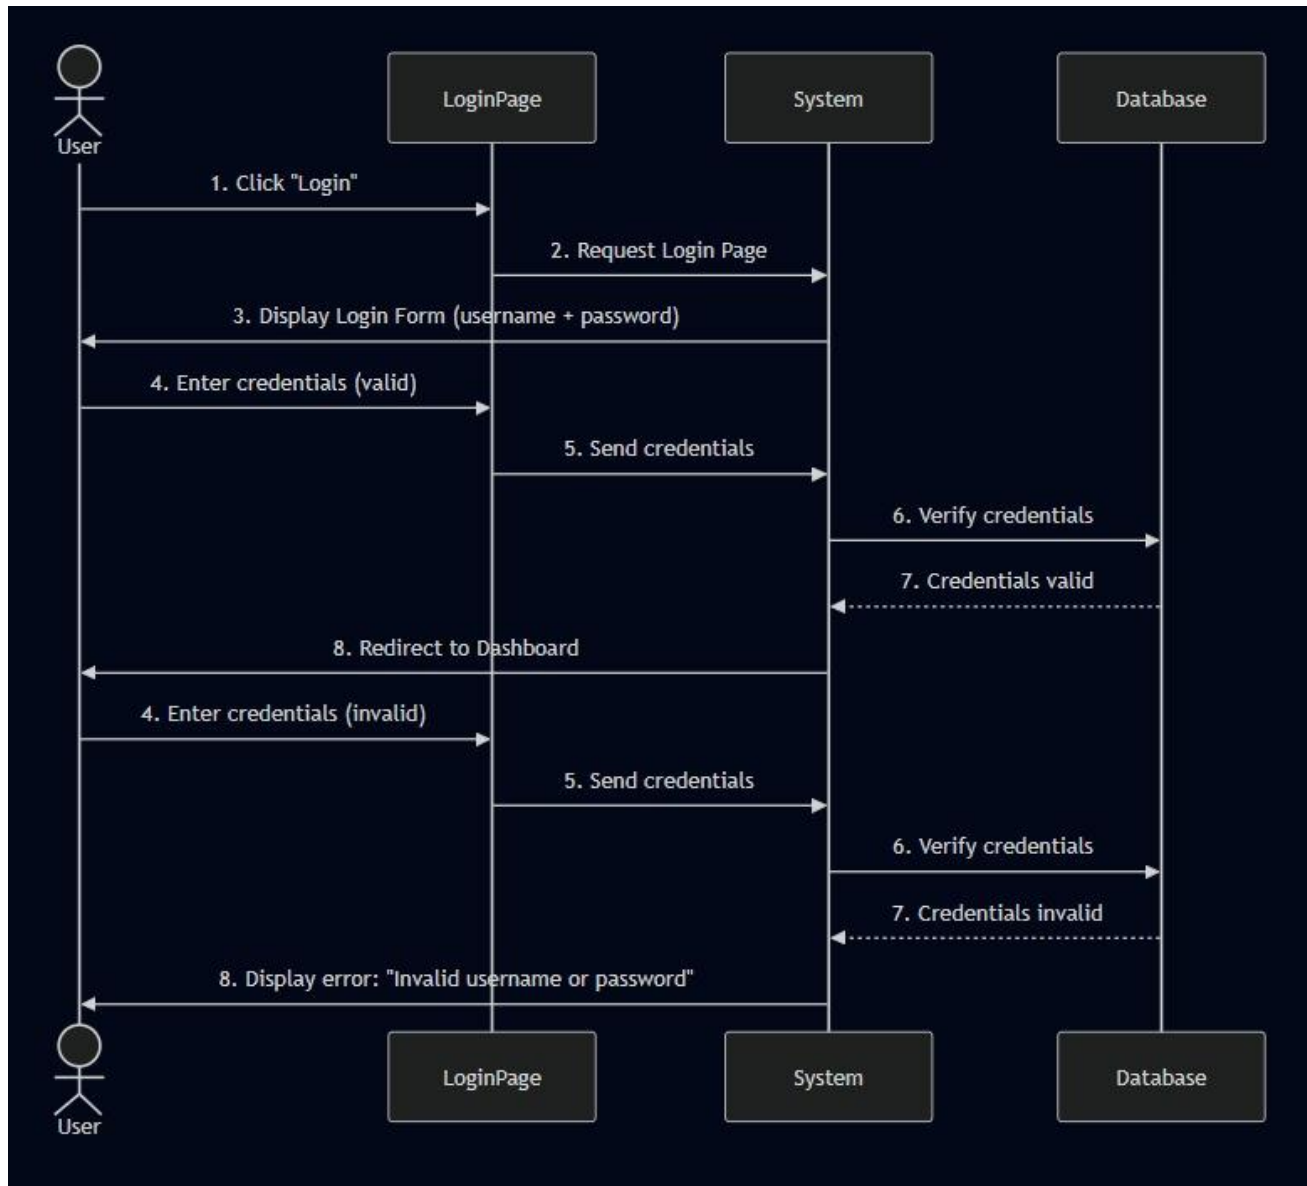 User
LoginPage
System
Database
1. Click "Login"
2. Request Login Page
3. Display Login Form (username + password)
4. Enter credentials (valid)
5. Send credentials
6. Verify credentials
7. Credentials valid
8. Redirect to Dashboard
4. Enter credentials (invalid)
5. Send credentials
6. Verify credentials
7. Credentials invalid
8. Display error: "Invalid username or password"
User
LoginPage
System
Database